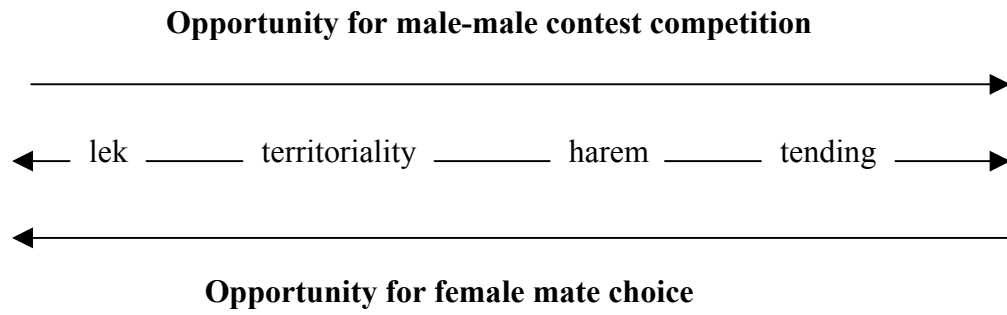 Opportunity for male-male contest competition
lek territoriality harem tending
Opportunity for female mate choice